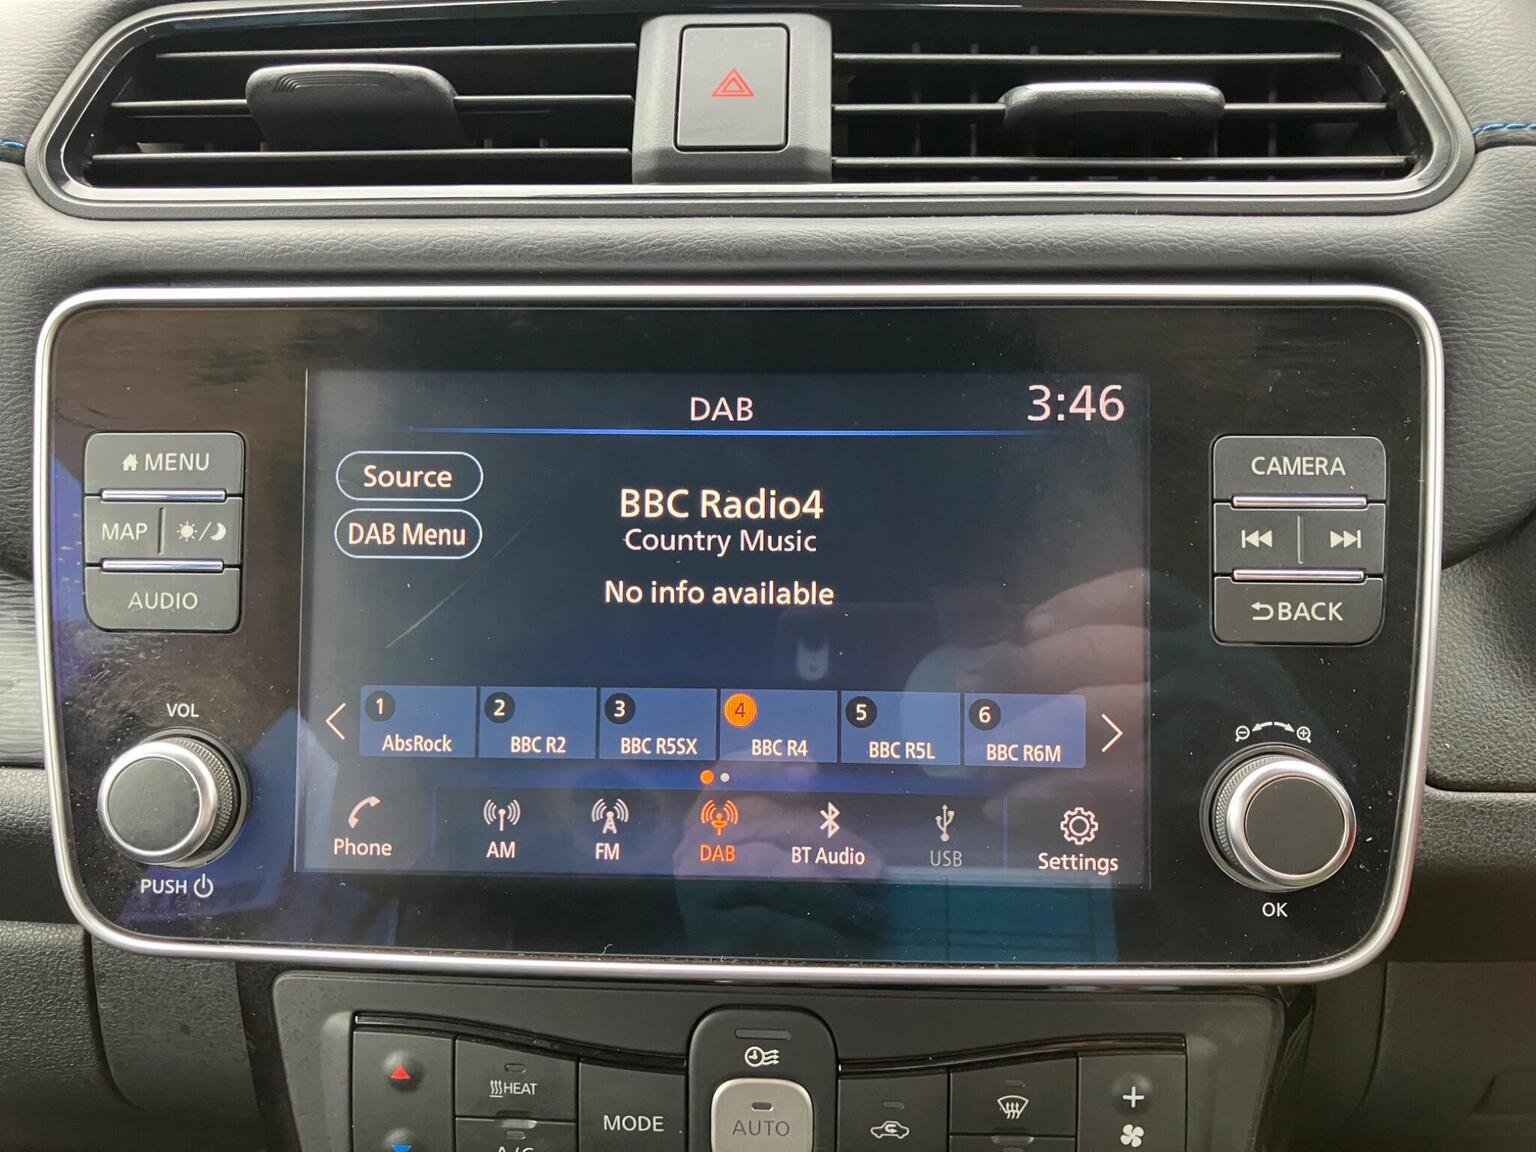 DAB
3:46
Source
DAB Menu
BBC Radio4
Country Music
No info available
MENU
MAP
AUDIO
VOL
PUSH
CAMERA
BACK
OK
1
AbsRock
2
BBC R2
3
BBC R5SX
4
BBC R4
5
BBC R5L
6
BBC R6M
Phone
AM
FM
DAB
BT Audio
USB
Settings
HEAT
MODE
AUTO
A/C